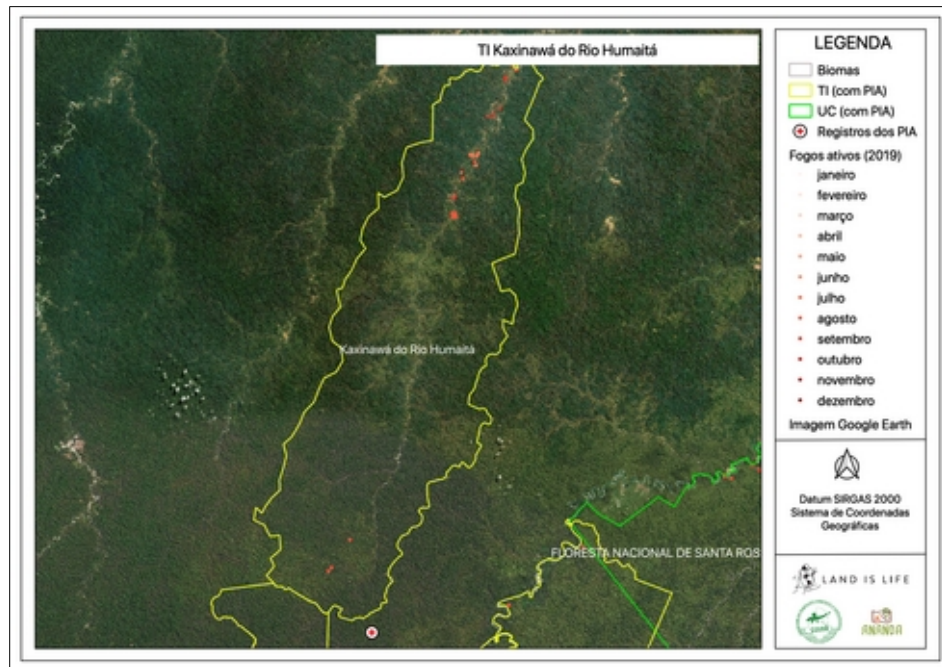 TI Kaxinawá do Rio Humaitá
Kaxinawá do Rio Humaitá
FLORESTA NACIONAL DE SANTA ROS
LEGENDA
Biomas
TI (com PIA)
UC (com PIA)
Registros dos PIA
Fogos ativos (2019)
janeiro
fevereiro
março
abril
maio
junho
julho
agosto
setembro
outubro
novembro
dezembro
Imagem Google Earth
Datum SIRGAS 2000
Sistema de Coordenadas
Geográficas
LAND IS LIFE
ANANDA